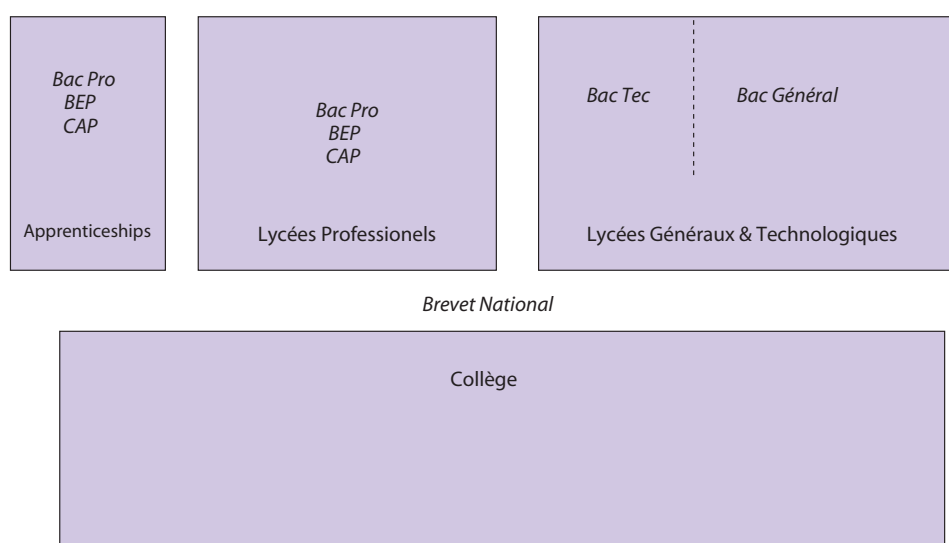 Bac Pro
BEP
CAP
Apprenticeships
Bac Pro
BEP
CAP
Lycées Professionels
Bac Tec
Bac Général
Lycées Généraux & Technologiques
Brevet National
Collège